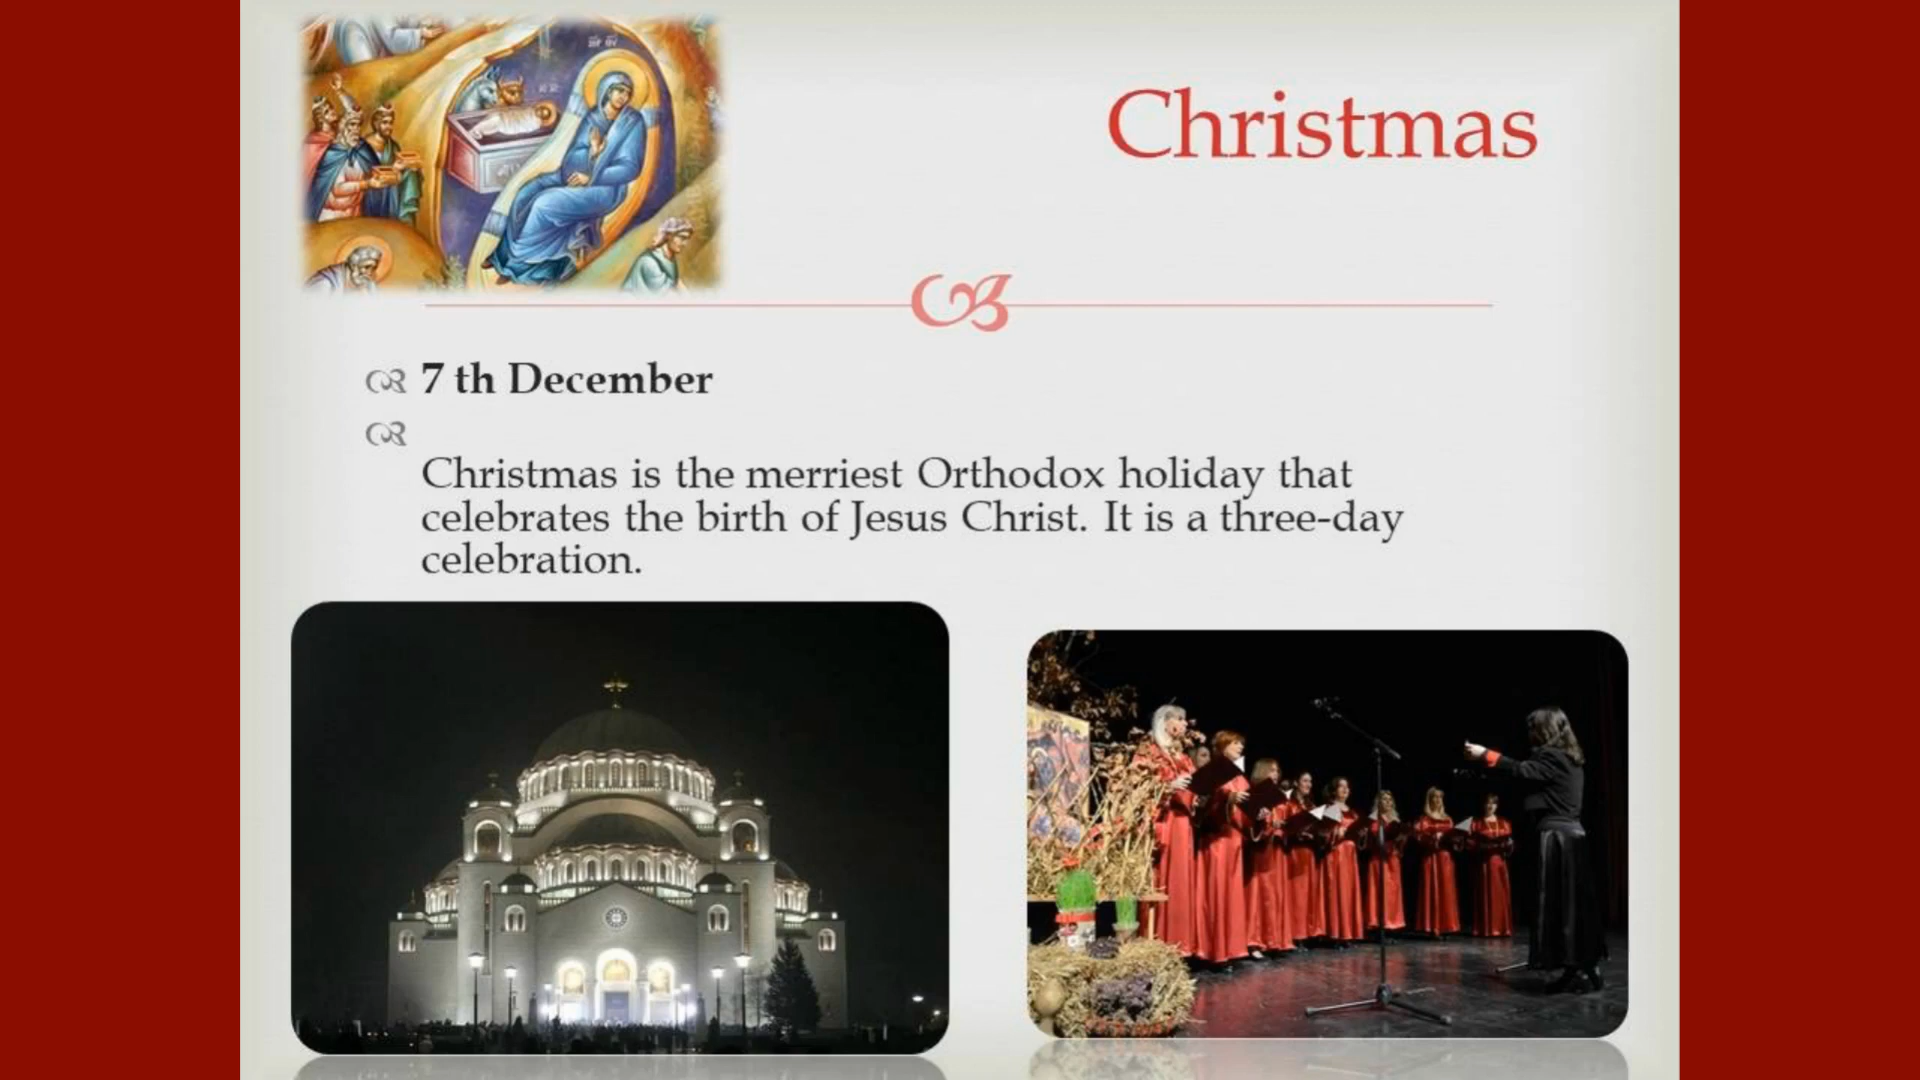 Christmas
7 th December
Christmas is the merriest Orthodox holiday that
celebrates the birth of Jesus Christ. It is a three-day
celebration.